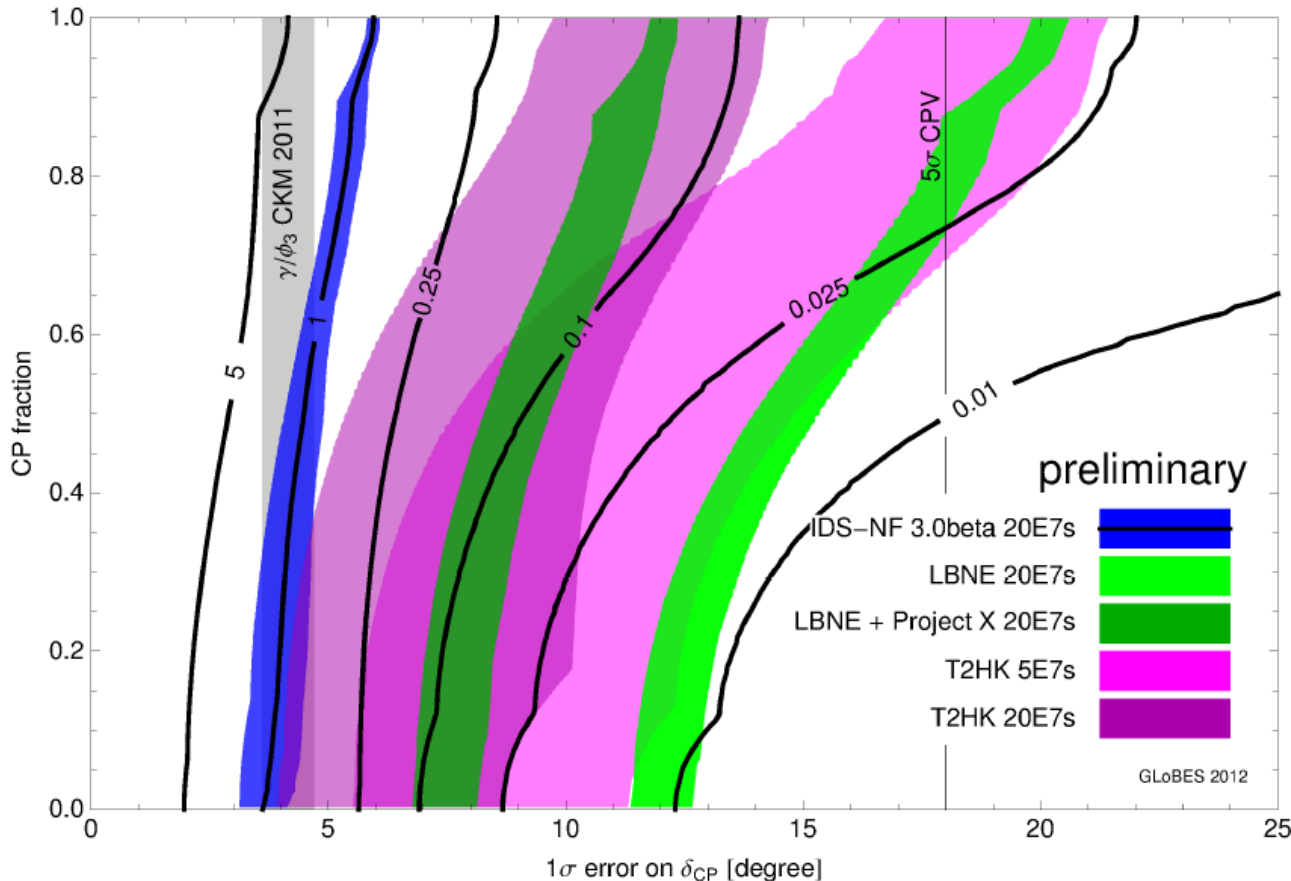 1.0
0.8
0.6
0.4
0.2
0.0
CP fraction
0
5
10
15
20
25
1σ error on δCP [degree]
γ/ϕ3 CKM 2011
5σ CPV
5
1
0.25
0.1
0.025
0.01
preliminary
IDS−NF 3.0beta 20E7s
LBNE 20E7s
LBNE + Project X 20E7s
T2HK 5E7s
T2HK 20E7s
GLoBES 2012